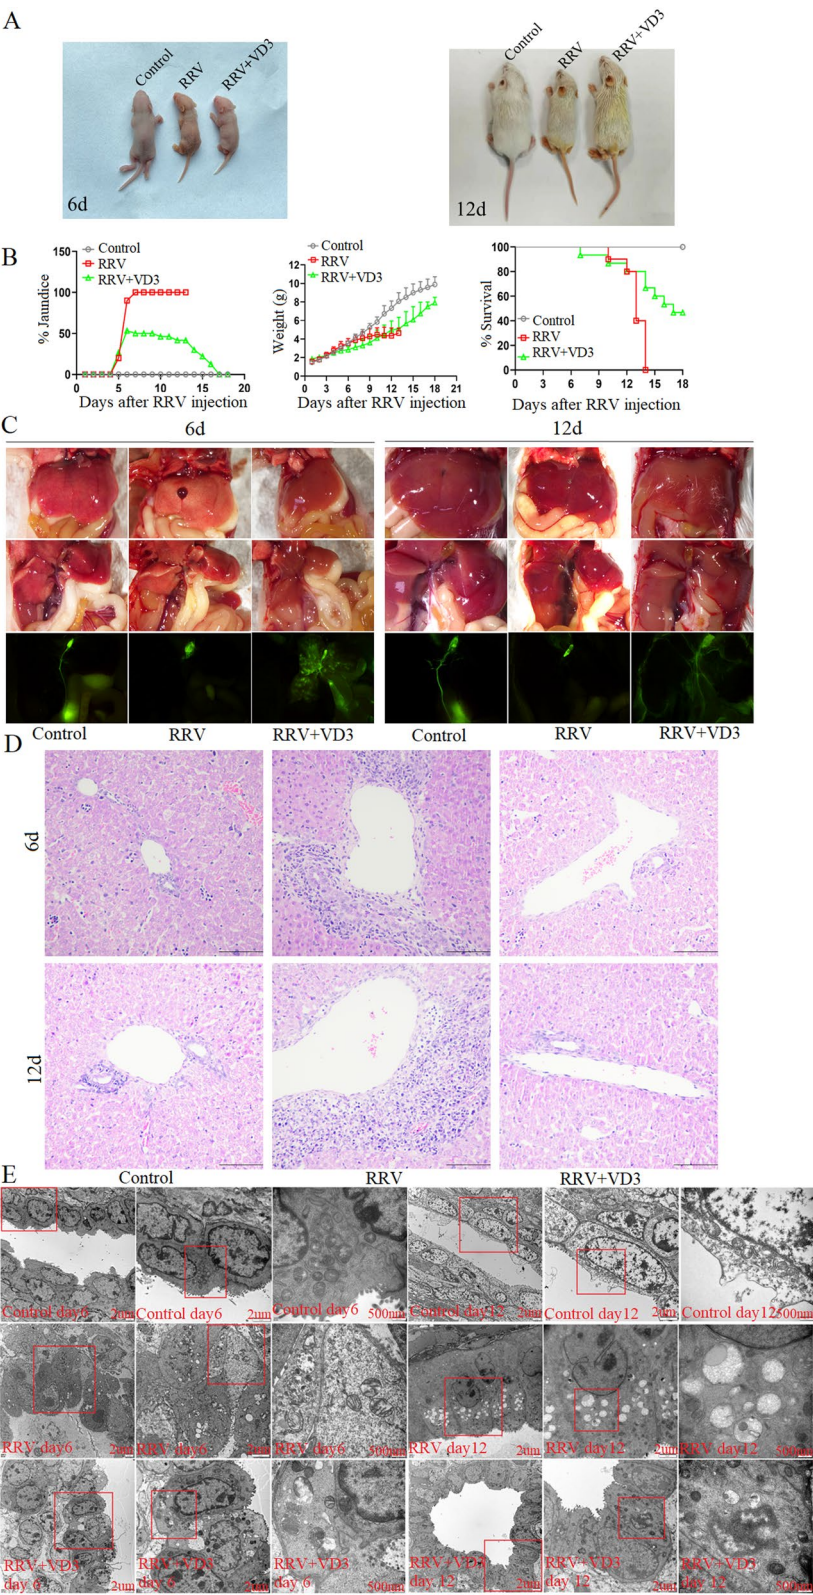 A
Control
RRV
RRV+VD3
6d
Control
RRV
RRV+VD3
12d
B
Control
RRV
RRV+VD3
% Jaundice
150
100
50
0
0 5 10 15 20
Days after RRV injection
Control
RRV
RRV+VD3
Weight (g)
12
10
8
6
4
2
0
0 3 6 9 12 15 18 21
Days after RRV injection
% Survival
100
80
60
40
20
0
Control
RRV
RRV+VD3
0 3 6 9 12 15 18
Days after RRV injection
C
6d
12d
Control RRV RRV+VD3 Control RRV RRV+VD3
D
6d
12d
Control RRV RRV+VD3
E
Control day6 2um
Control day6 2um
Control day6 500nm
Control day12 2um
Control day12 2um
Control day12 500nm
RRV day6 2um
RRV day6 2um
RRV day6 500nm
RRV day12 2um
RRV day12 2um
RRV day12 500nm
RRV+VD3
day 6 2um
RRV+VD3
day 6 2um
RRV+VD3
day 6 500nm
RRV+VD3
day 12 2um
RRV+VD3
day 12 2um
RRV+VD3
day 12 500nm